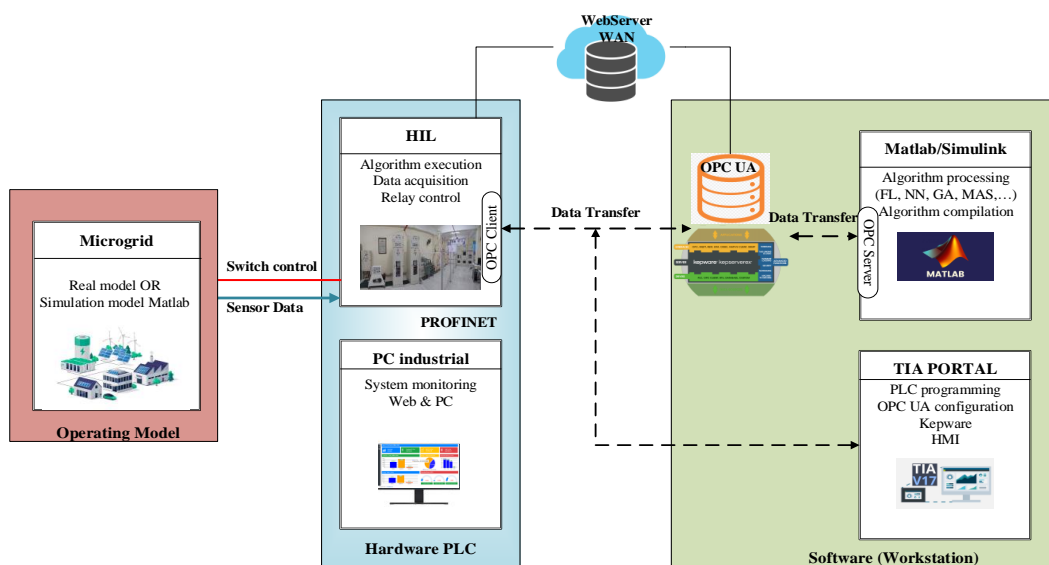 WebServer
WAN
HIL
Algorithm execution
Data acquisition
Relay control
OPC Client
PROFINET
PC industrial
System monitoring
Web & PC
Hardware PLC
Microgrid
Real model OR
Simulation model Matlab
Operating Model
Switch control
Sensor Data
Data Transfer
OPC UA
kepware kepserverex
Data Transfer
OPC Server
Matlab/Simulink
Algorithm processing
(FL, NN, GA, MAS,…)
Algorithm compilation
MATLAB
TIA PORTAL
PLC programming
OPC UA configuration
Kepware
HMI
TIA
V17
Software (Workstation)